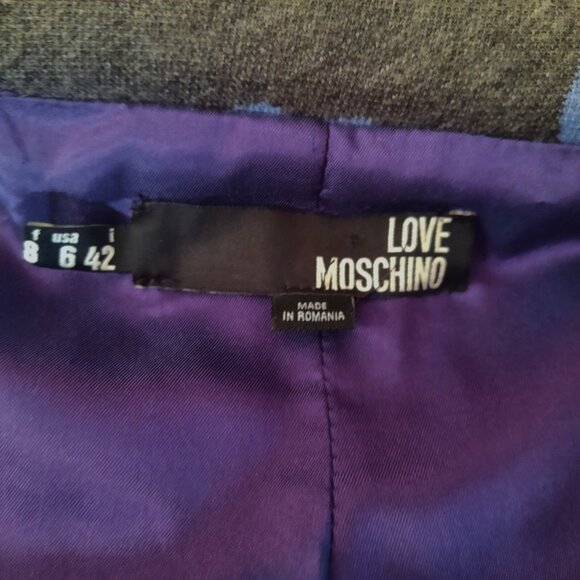 f usa i
8 6 42
LOVE
MOSCHINO
MADE
IN ROMANIA